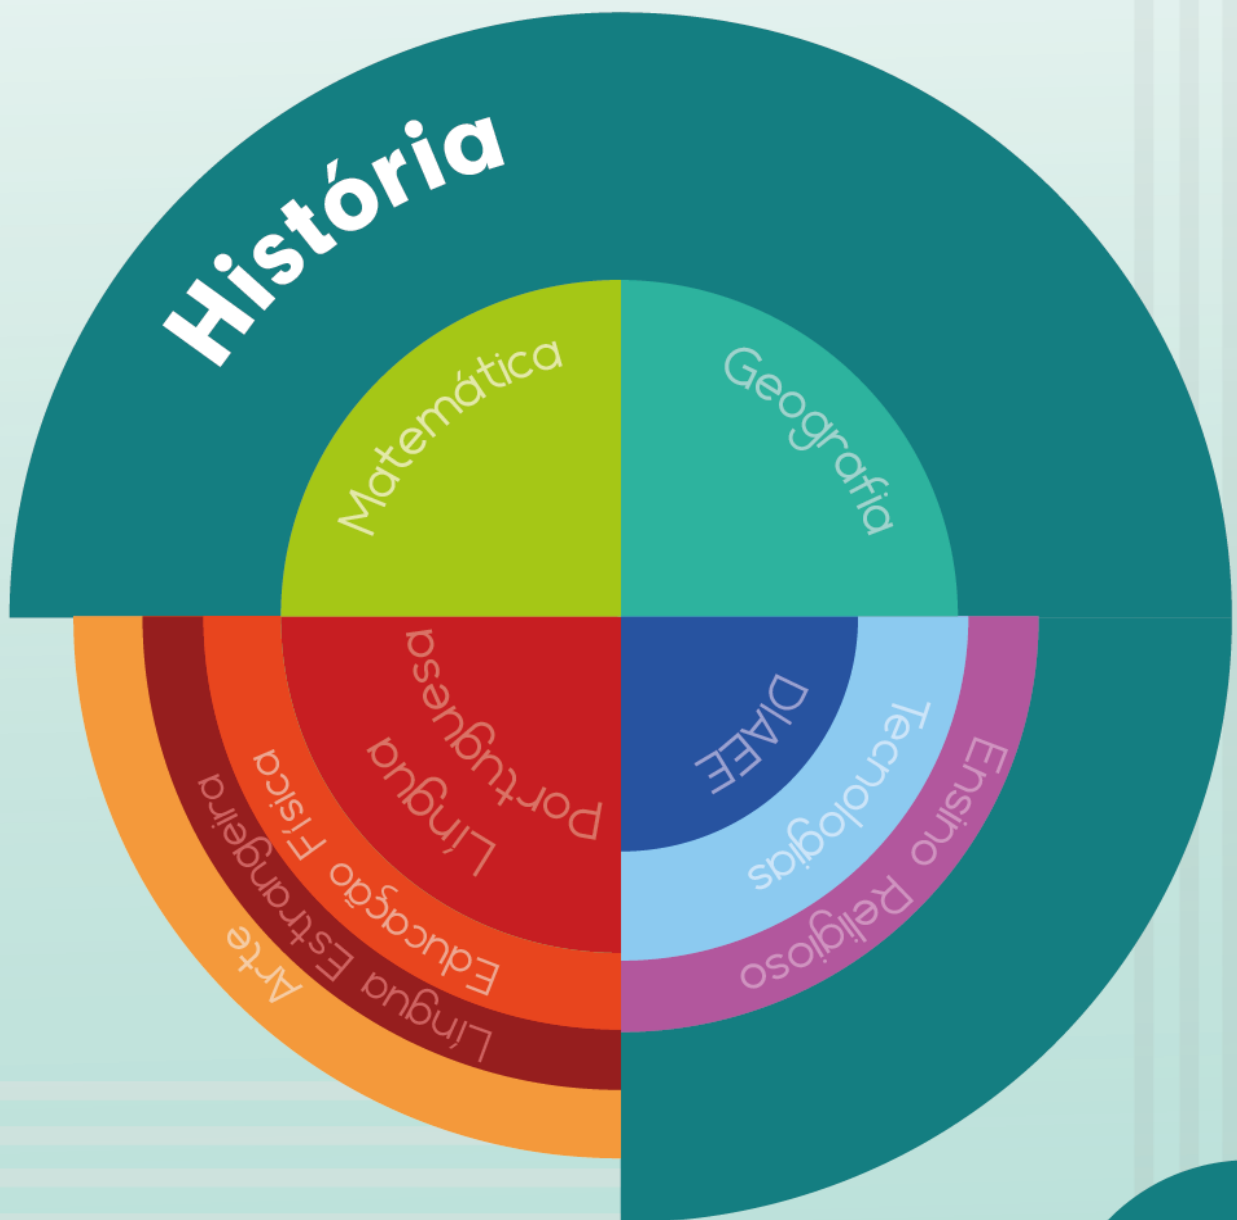 História
Matemática
Geografia
Língua
Portuguesa
Educação Física
Língua Estrangeira
Arte
DIAEE
Tecnologias
Ensino Religioso